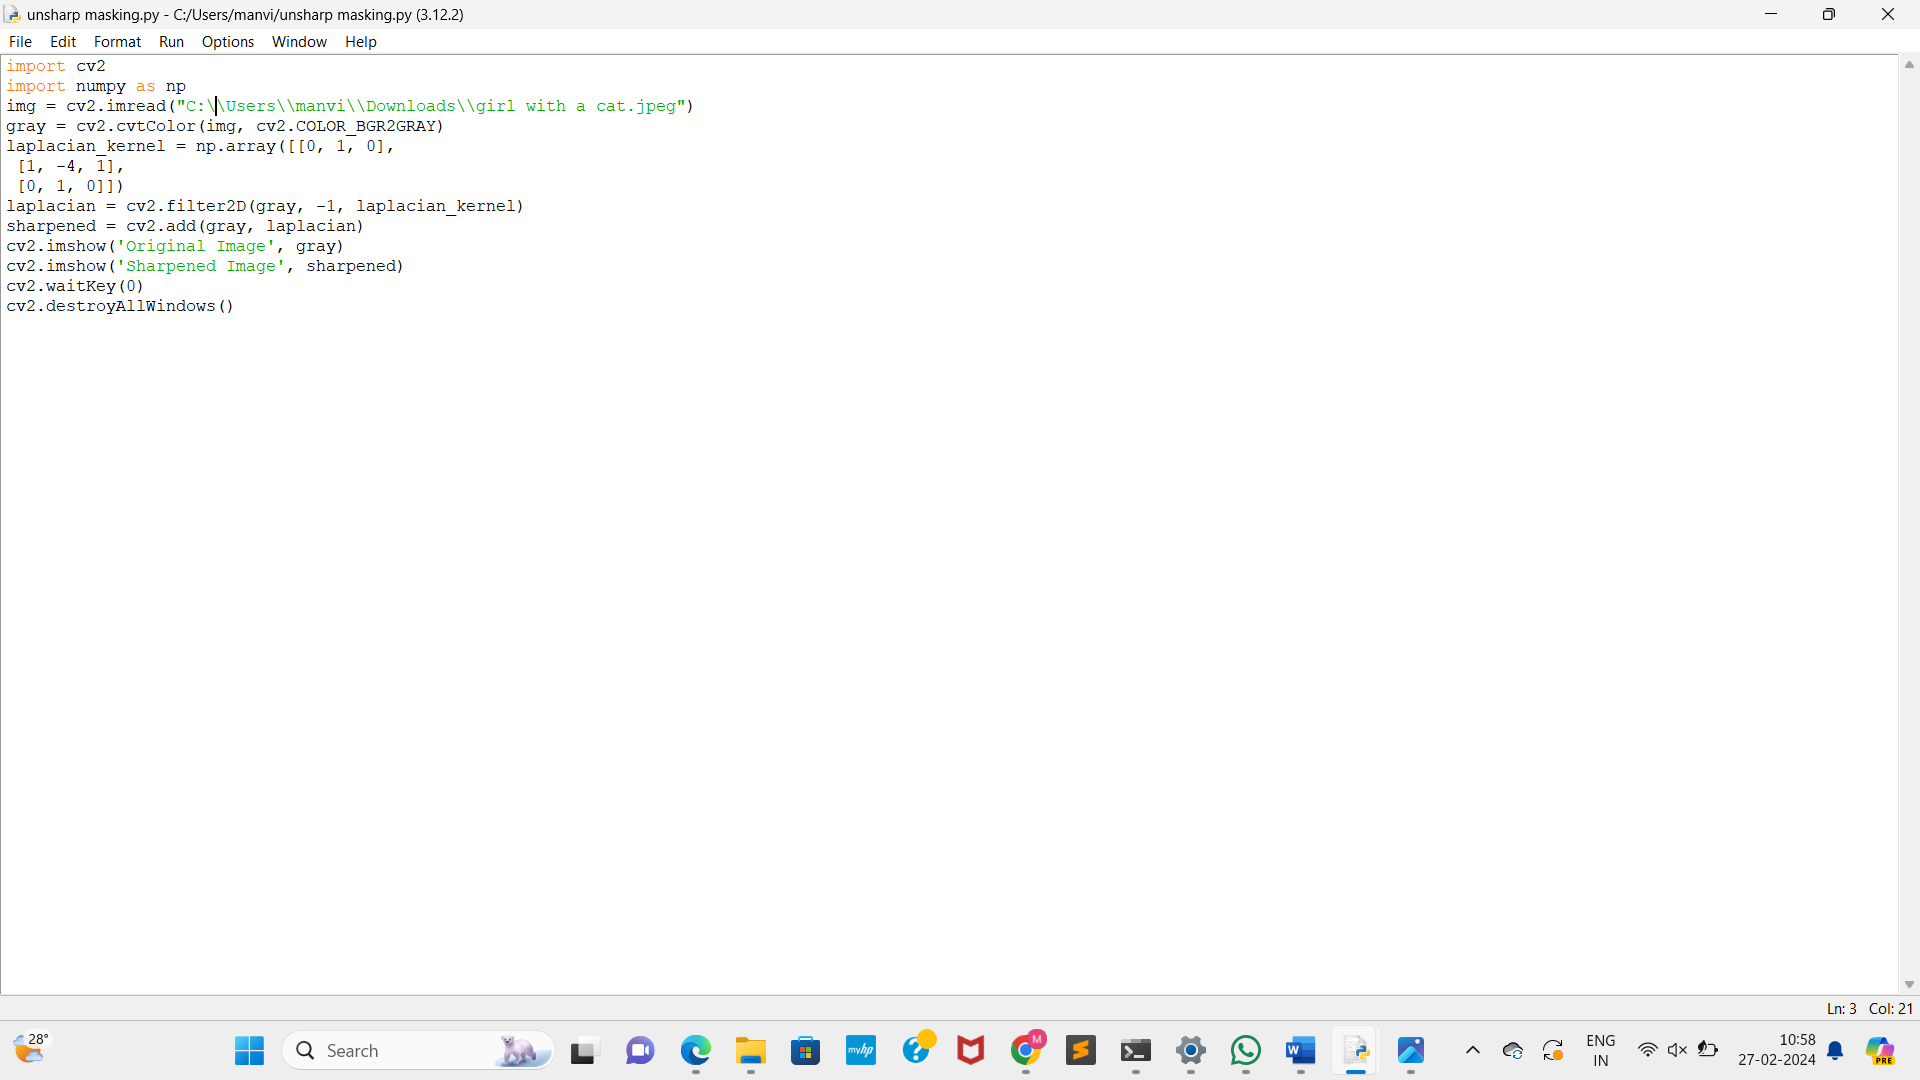 unsharp masking.py - C:/Users/manvi/unsharp masking.py (3.12.2)
File Edit Format Run Options Window Help
import cv2
import numpy as np
img = cv2.imread("C:\\Users\\manvi\\Downloads\\girl with a cat.jpeg")
gray = cv2.cvtColor(img, cv2.COLOR_BGR2GRAY)
laplacian_kernel = np.array([[0, 1, 0],
 [1, -4, 1],
 [0, 1, 0]])
laplacian = cv2.filter2D(gray, -1, laplacian_kernel)
sharpened = cv2.add(gray, laplacian)
cv2.imshow('Original Image', gray)
cv2.imshow('Sharpened Image', sharpened)
cv2.waitKey(0)
cv2.destroyAllWindows()
Ln: 3 Col: 21
28°
Search
myhp
M
W
ENG
IN
10:58
27-02-2024
PRE